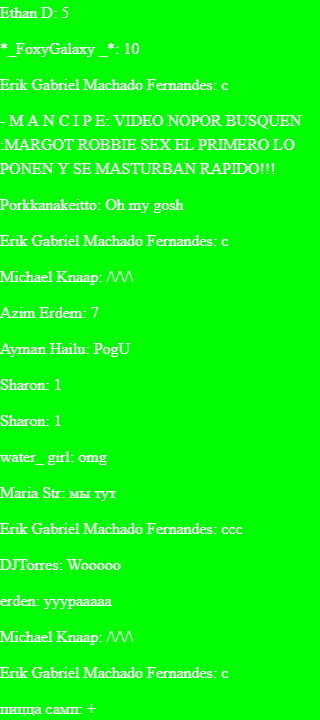 Ethan D: 5
*_FoxyGalaxy _*: 10
Erik Gabriel Machado Fernandes: c
- M A N C I P E: VIDEO NOPOR BUSQUEN
:MARGOT ROBBIE SEX EL PRIMERO LO
PONEN Y SE MASTURBAN RAPIDO!!!
Porkkanakeitto: Oh my gosh
Erik Gabriel Machado Fernandes: c
Michael Knaap: /\/\/\
Azim Erdem: 7
Ayman Hailu: PogU
Sharon: 1
Sharon: 1
water_ girl: omg
Maria Str: мы тут
Erik Gabriel Machado Fernandes: ccc
DJTorres: Wooooo
erden: yyypaaaaa
Michael Knaap: /\/\/\
Erik Gabriel Machado Fernandes: c
пицца самп: +